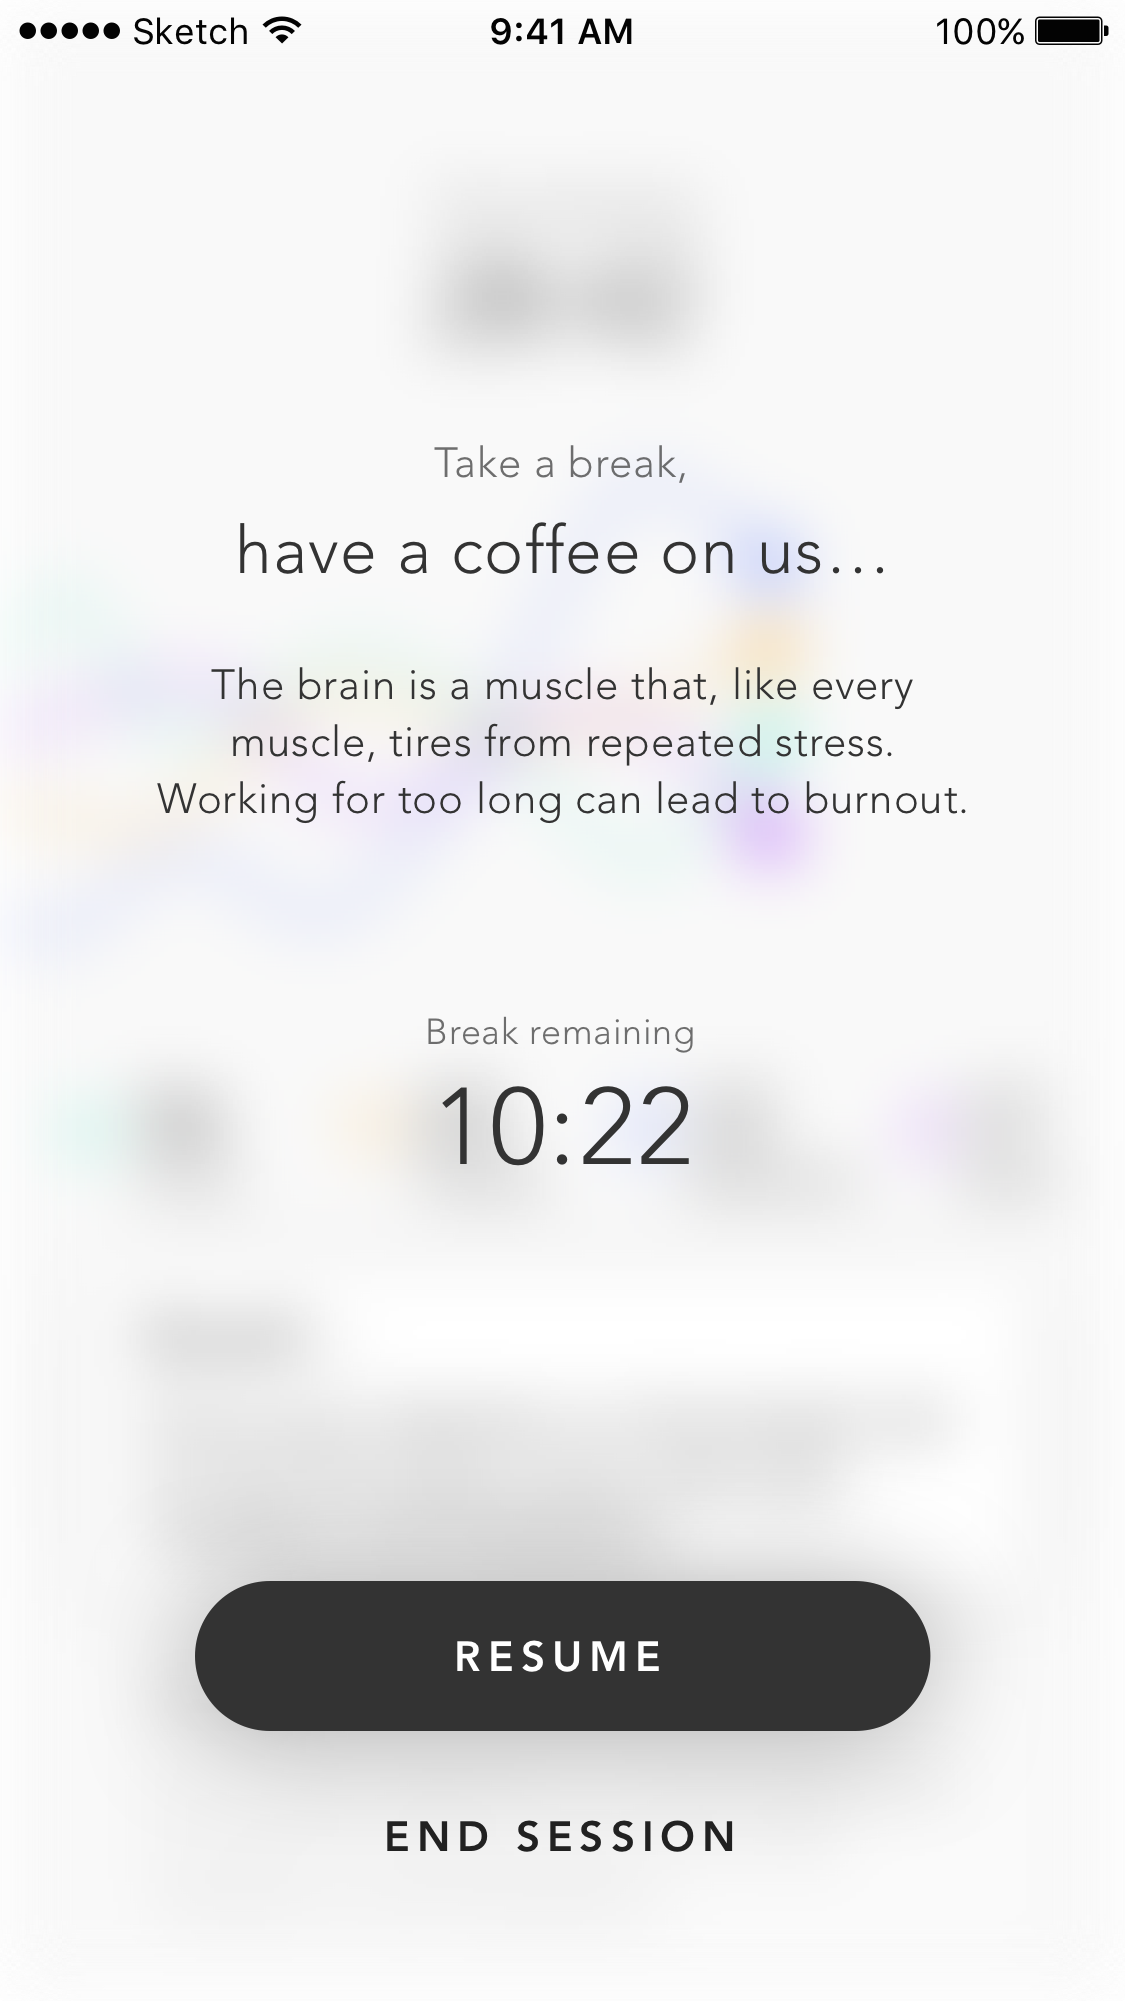 Sketch 9:41 AM 100%
Take a break,
have a coffee on us…
The brain is a muscle that, like every
muscle, tires from repeated stress.
Working for too long can lead to burnout.
Break remaining
10:22
RESUME
END SESSION